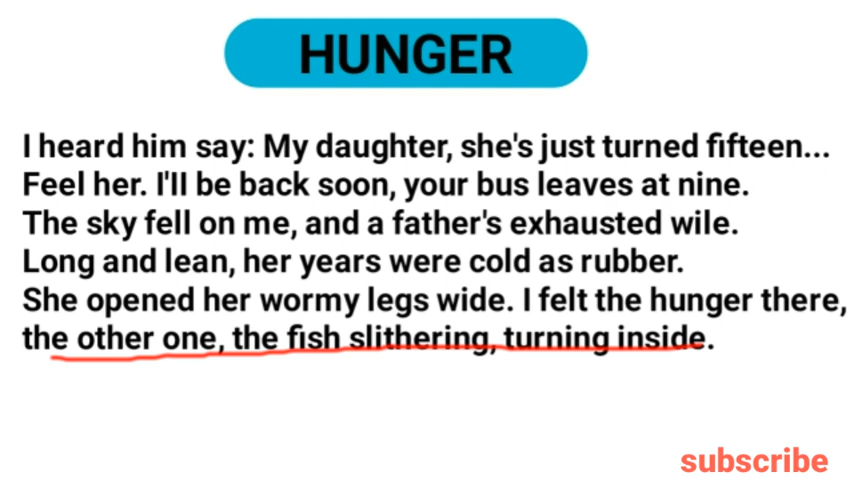 HUNGER
I heard him say: My daughter, she's just turned fifteen...
Feel her. I'll be back soon, your bus leaves at nine.
The sky fell on me, and a father's exhausted wile.
Long and lean, her years were cold as rubber.
She opened her wormy legs wide. I felt the hunger there,
the other one, the fish slithering, turning inside.
subscribe